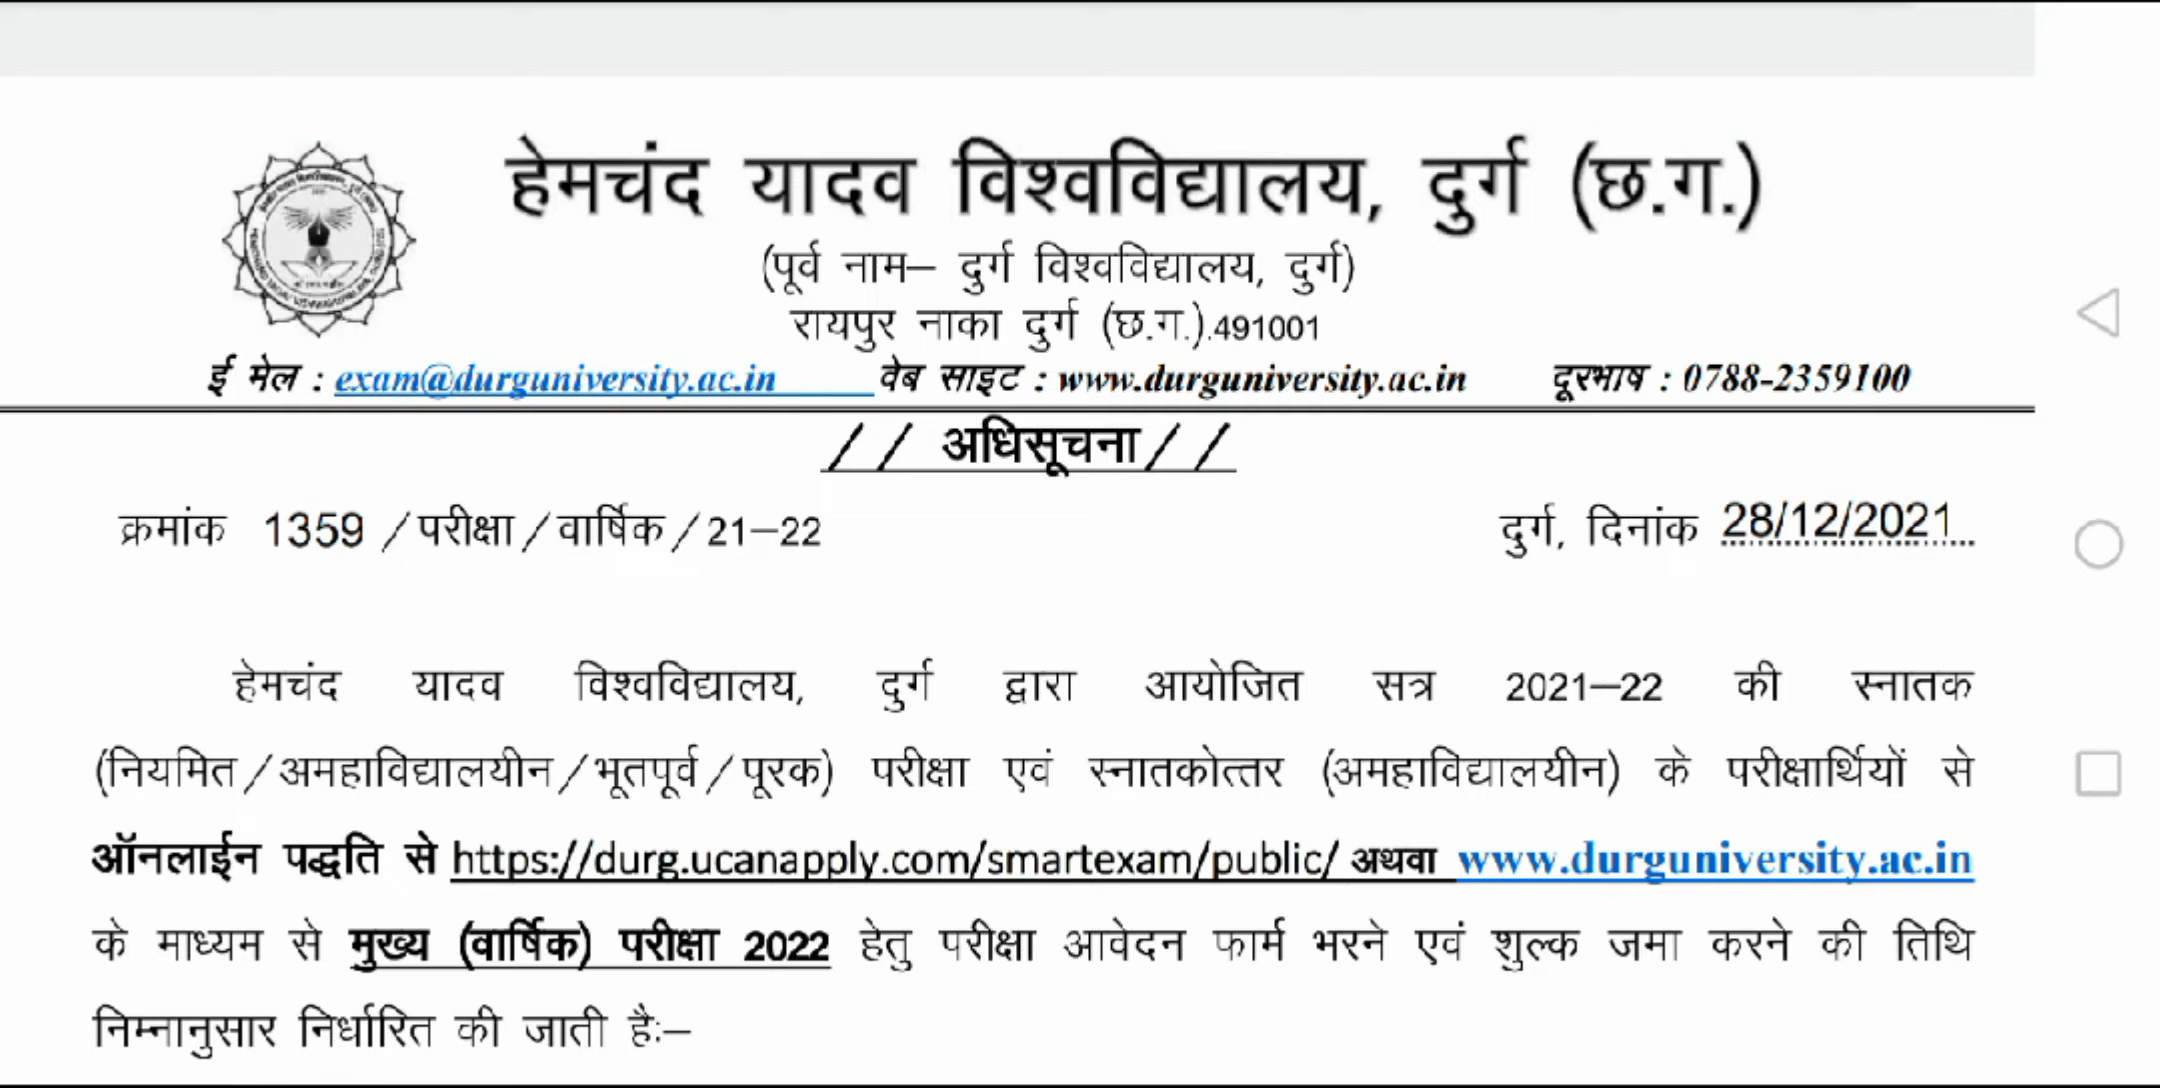 हेमचंद यादव विश्वविद्यालय, दुर्ग (छ.ग.)
(पूर्व नाम– दुर्ग विश्वविद्यालय, दुर्ग)
रायपुर नाका दुर्ग (छ.ग.).491001
ई मेल : exam@durguniversity.ac.in वेब साइट : www.durguniversity.ac.in दूरभाष : 0788-2359100
// अधिसूचना//
क्रमांक 1359 /परीक्षा/वार्षिक/21–22 दुर्ग, दिनांक 28/12/2021
हेमचंद यादव विश्वविद्यालय, दुर्ग द्वारा आयोजित सत्र 2021–22 की स्नातक
(नियमित/अमहाविद्यालयीन/भूतपूर्व/पूरक) परीक्षा एवं स्नातकोत्तर (अमहाविद्यालयीन) के परीक्षार्थियों से
ऑनलाईन पद्धति से https://durg.ucanapply.com/smartexam/public/ अथवा www.durguniversity.ac.in
के माध्यम से मुख्य (वार्षिक) परीक्षा 2022 हेतु परीक्षा आवेदन फार्म भरने एवं शुल्क जमा करने की तिथि
निम्नानुसार निर्धारित की जाती है:–